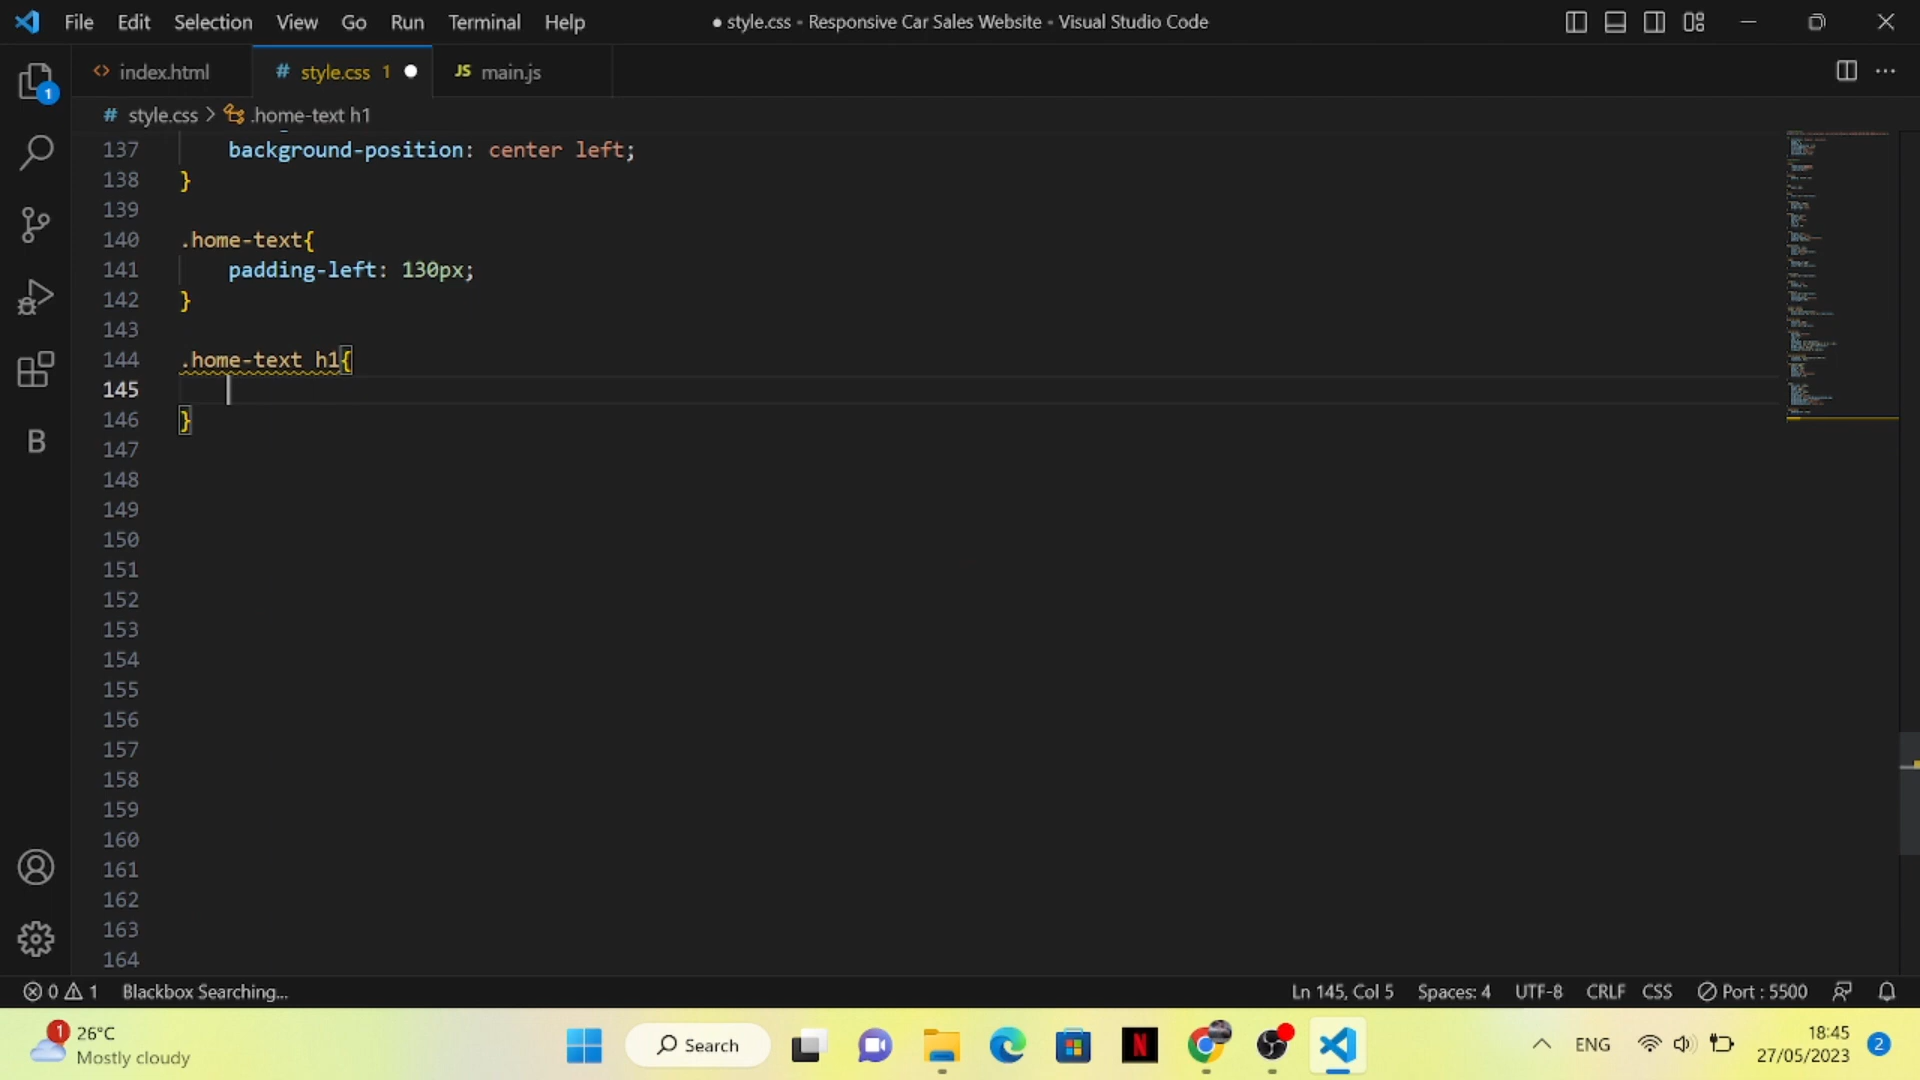 File Edit Selection View Go Run Terminal Help ● style.css - Responsive Car Sales Website - Visual Studio Code
1
<> index.html # style.css 1 ● JS main.js
# style.css > .home-text h1
137 background-position: center left;
138 }
139
140 .home-text{
141 padding-left: 130px;
142 }
143
144 .home-text h1{
145
146 }
147
148
149
150
151
152
153
154
155
156
157
158
159
160
161
162
163
164
B
0 1 Blackbox Searching... Ln 145, Col 5 Spaces: 4 UTF-8 CRLF CSS Port : 5500
1 26°C
Mostly cloudy
Search
N
ENG
18:45
27/05/2023
2